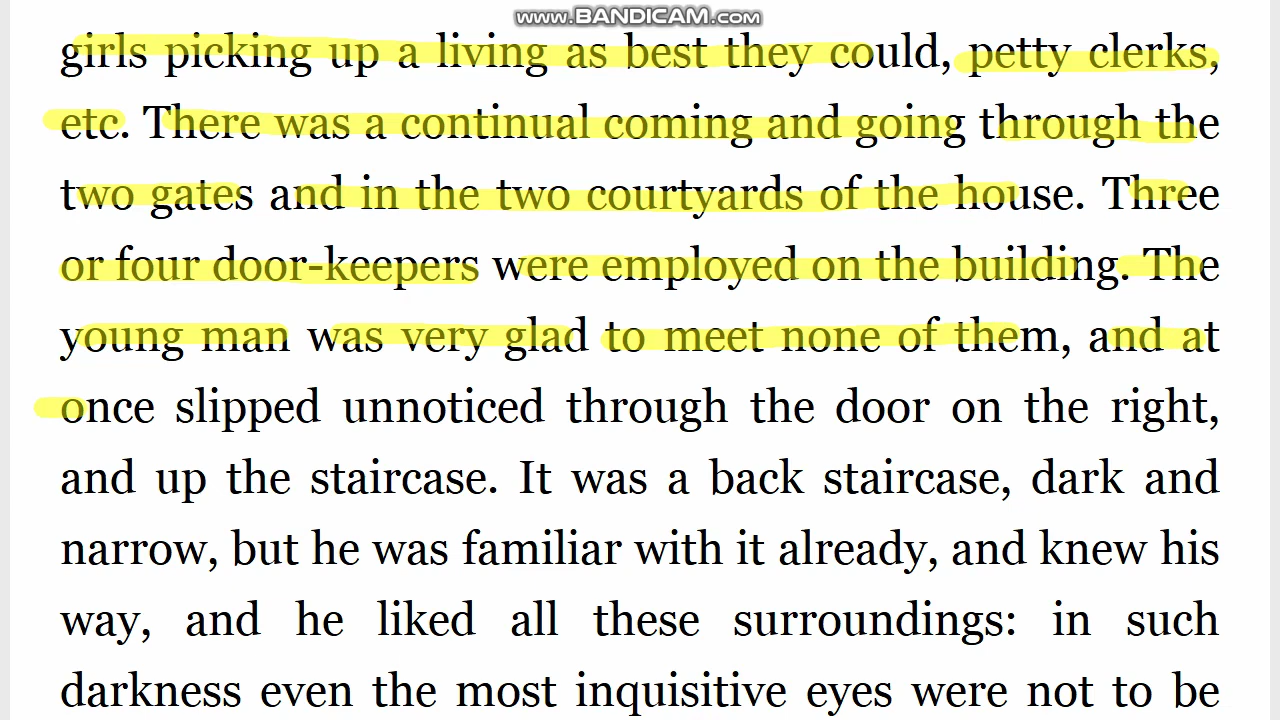 www.BANDICAM.com
girls picking up a living as best they could, petty clerks,
etc. There was a continual coming and going through the
two gates and in the two courtyards of the house. Three
or four door-keepers were employed on the building. The
young man was very glad to meet none of them, and at
once slipped unnoticed through the door on the right,
and up the staircase. It was a back staircase, dark and
narrow, but he was familiar with it already, and knew his
way, and he liked all these surroundings: in such
darkness even the most inquisitive eyes were not to be